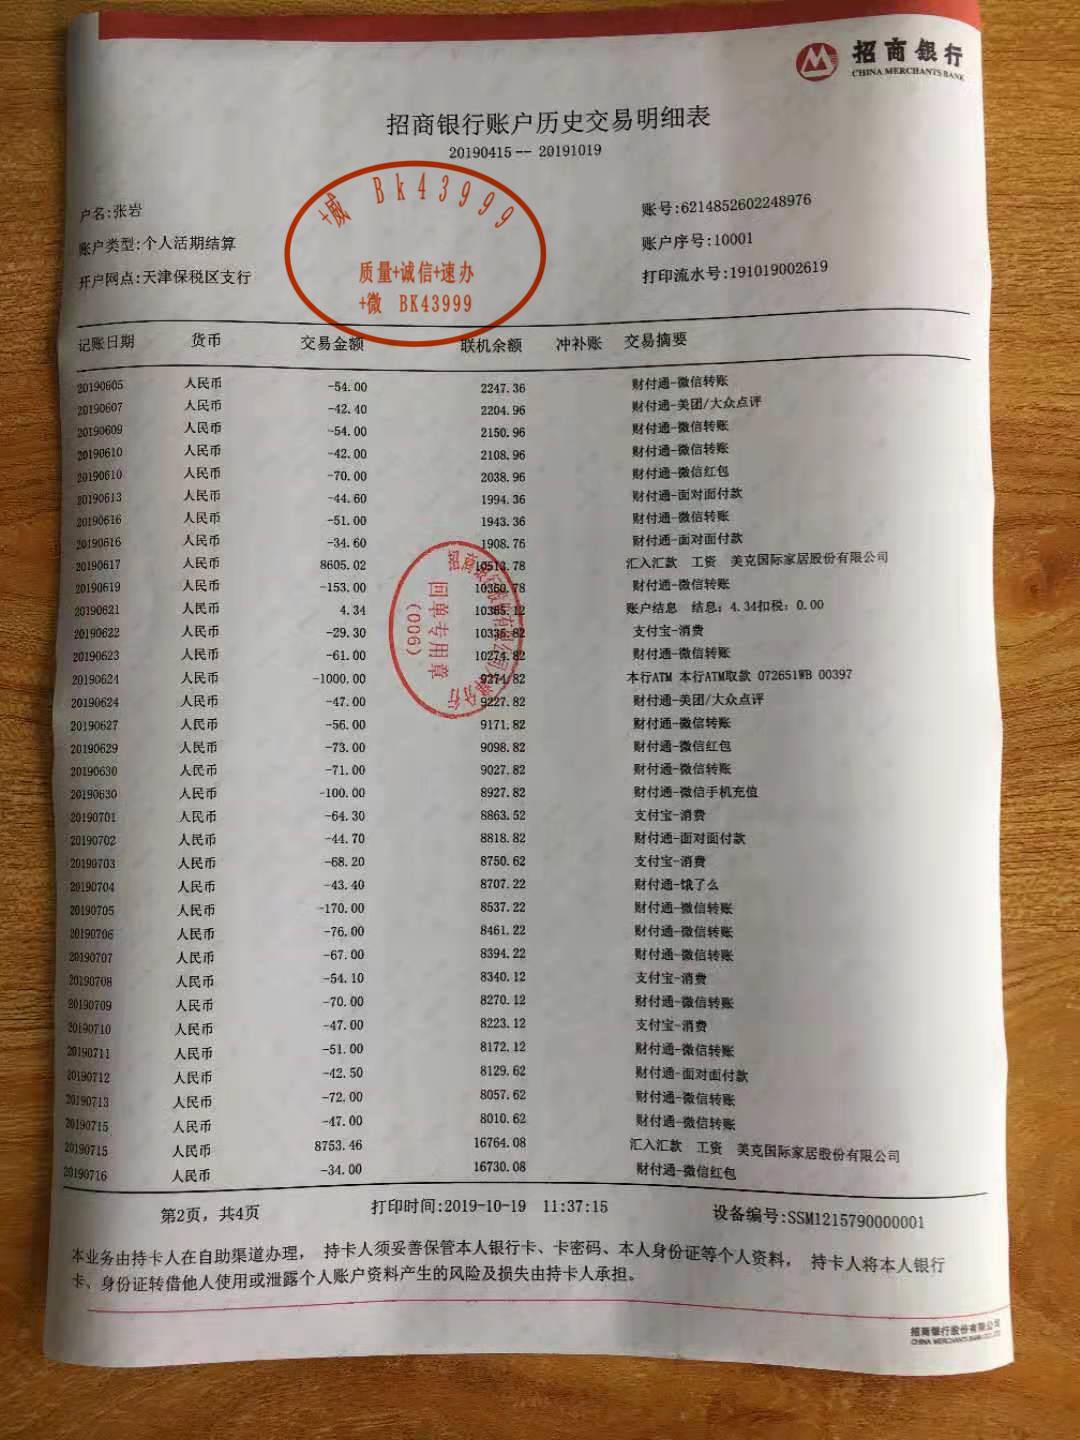 招商银行
CHINA MERCHANTS BANK
招商银行账户历史交易明细表
20190415-- 20191019
户名:张岩
账号:6214852602248976
账户类型:个人活期结算
账户序号:10001
开户网点:天津保税区支行
打印流水号:191019002619
+威 Bk43999
质量+诚信+速办
+微 BK43999
记账日期 货币 交易金额 联机余额 冲补账 交易摘要
20190605 人民币 -54.00 2247.36 财付通-微信转账
20190607 人民币 -42.40 2204.96 财付通-美团/大众点评
20190609 人民币 -54.00 2150.96 财付通-微信转账
20190610 人民币 -42.00 2108.96 财付通-微信转账
20190610 人民币 -70.00 2038.96 财付通-微信红包
20190613 人民币 -44.60 1994.36 财付通-面对面付款
20190616 人民币 -51.00 1943.36 财付通-微信转账
20190616 人民币 -34.60 1908.76 财付通-面对面付款
20190617 人民币 8605.02 10513.78 汇入汇款 工资 美克国际家居股份有限公司
20190619 人民币 -153.00 10360.78 财付通-微信转账
20190621 人民币 4.34 10365.12 账户结息 结息: 4.34扣税: 0.00
20190622 人民币 -29.30 10335.82 支付宝-消费
20190623 人民币 -61.00 10274.82 财付通-微信转账
20190624 人民币 -1000.00 9274.82 本行ATM 本行ATM取款 072651WB 00397
20190624 人民币 -47.00 9227.82 财付通-美团/大众点评
20190627 人民币 -56.00 9171.82 财付通-微信转账
20190629 人民币 -73.00 9098.82 财付通-微信红包
20190630 人民币 -71.00 9027.82 财付通-微信转账
20190630 人民币 -100.00 8927.82 财付通-微信手机充值
20190701 人民币 -64.30 8863.52 支付宝-消费
20190702 人民币 -44.70 8818.82 财付通-面对面付款
20190703 人民币 -68.20 8750.62 支付宝-消费
20190704 人民币 -43.40 8707.22 财付通-饿了么
20190705 人民币 -170.00 8537.22 财付通-微信转账
20190706 人民币 -76.00 8461.22 财付通-微信转账
20190707 人民币 -67.00 8394.22 财付通-微信转账
20190708 人民币 -54.10 8340.12 支付宝-消费
20190709 人民币 -70.00 8270.12 财付通-微信转账
20190710 人民币 -47.00 8223.12 支付宝-消费
20190711 人民币 -51.00 8172.12 财付通-微信转账
20190712 人民币 -42.50 8129.62 财付通-面对面付款
20190713 人民币 -72.00 8057.62 财付通-微信转账
20190715 人民币 -47.00 8010.62 财付通-微信转账
20190715 人民币 8753.46 16764.08 汇入汇款 工资 美克国际家居股份有限公司
20190716 人民币 -34.00 16730.08 财付通-微信红包
回单专用章
(006)
第2页, 共4页 打印时间:2019-10-19 11:37:15 设备编号:SSM1215790000001
本业务由持卡人在自助渠道办理, 持卡人须妥善保管本人银行卡、卡密码、本人身份证等个人资料, 持卡人将本人银行
卡、身份证转借他人使用或泄露个人账户资料产生的风险及损失由持卡人承担。
招商银行股份有限公司
CHINA MERCHANTS BANK CO.,LTD